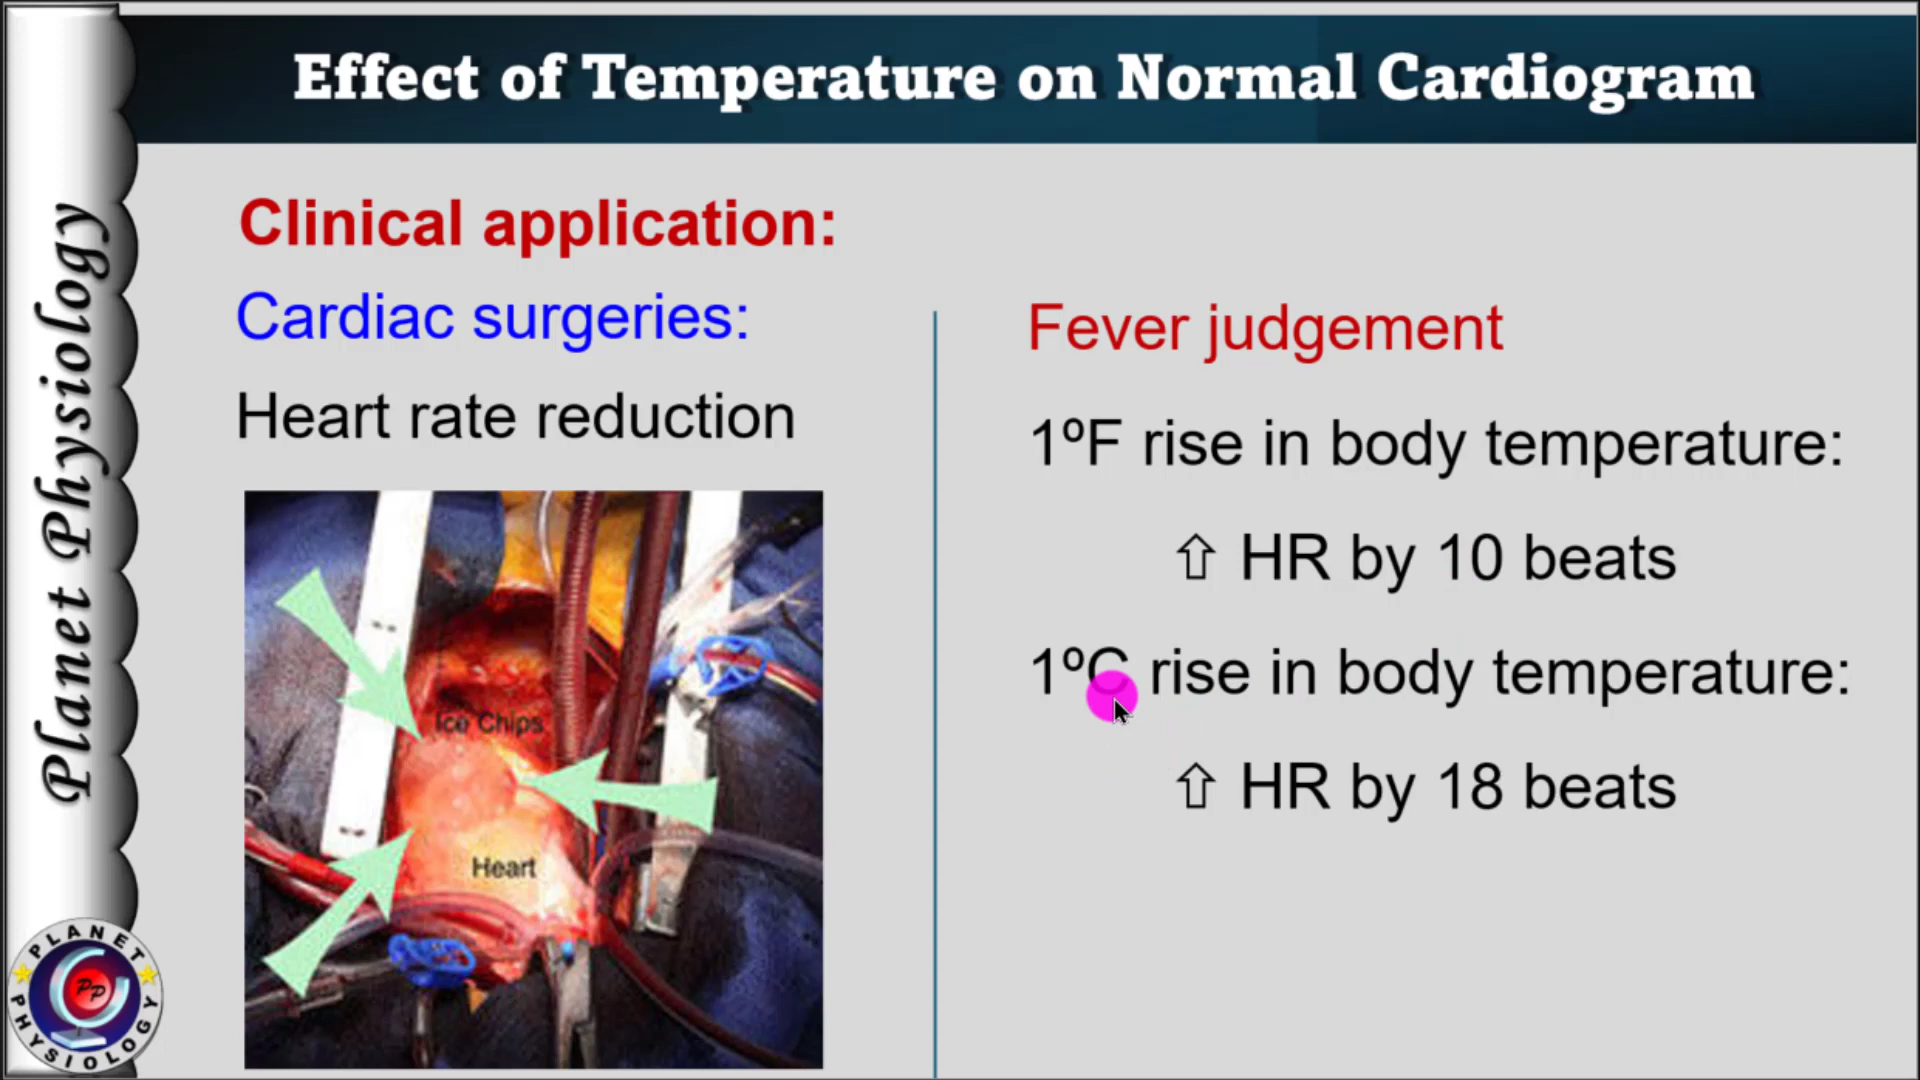 Effect of Temperature on Normal Cardiogram
Planet Physiology
Clinical application:
Cardiac surgeries:
Heart rate reduction
Ice Chips
Heart
Fever judgement
1ºF rise in body temperature:
⇧ HR by 10 beats
1ºC rise in body temperature:
⇧ HR by 18 beats
PLANET
PP
PHYSIOLOGY